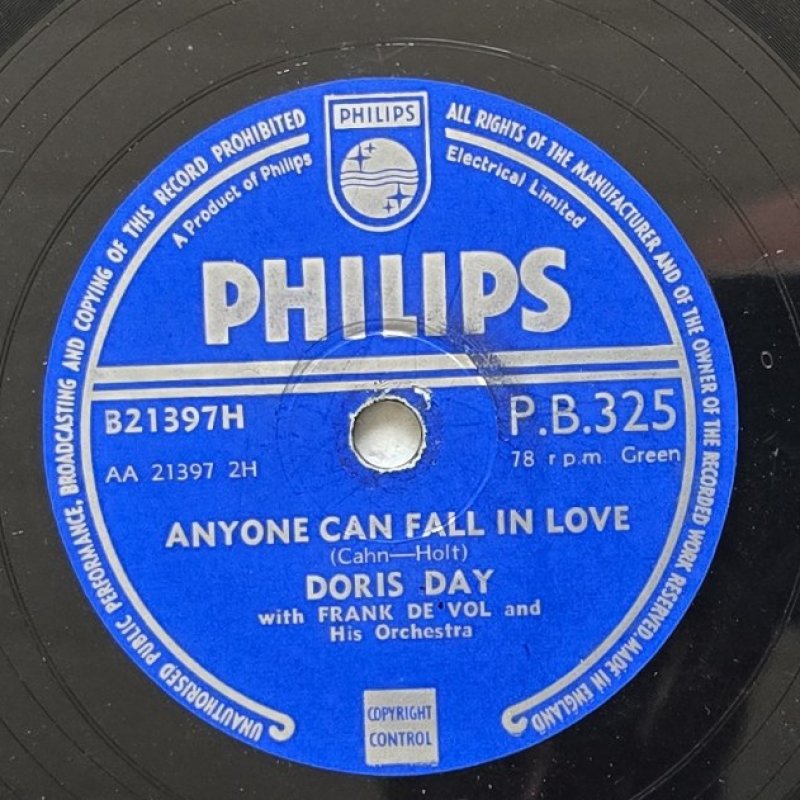 PHILIPS
UNAUTHORISED PUBLIC PERFORMANCE, BROADCASTING AND COPYING OF THIS RECORD PROHIBITED
ALL RIGHTS OF THE MANUFACTURER AND OF THE OWNER OF THE RECORDED WORK RESERVED. MADE IN ENGLAND
A Product of Philips
Electrical Limited
PHILIPS
B21397H
P.B.325
AA 21397 2H
78 r p.m Green
ANYONE CAN FALL IN LOVE
(Cahn—Holt)
DORIS DAY
with FRANK DE VOL and
His Orchestra
COPYRIGHT
CONTROL